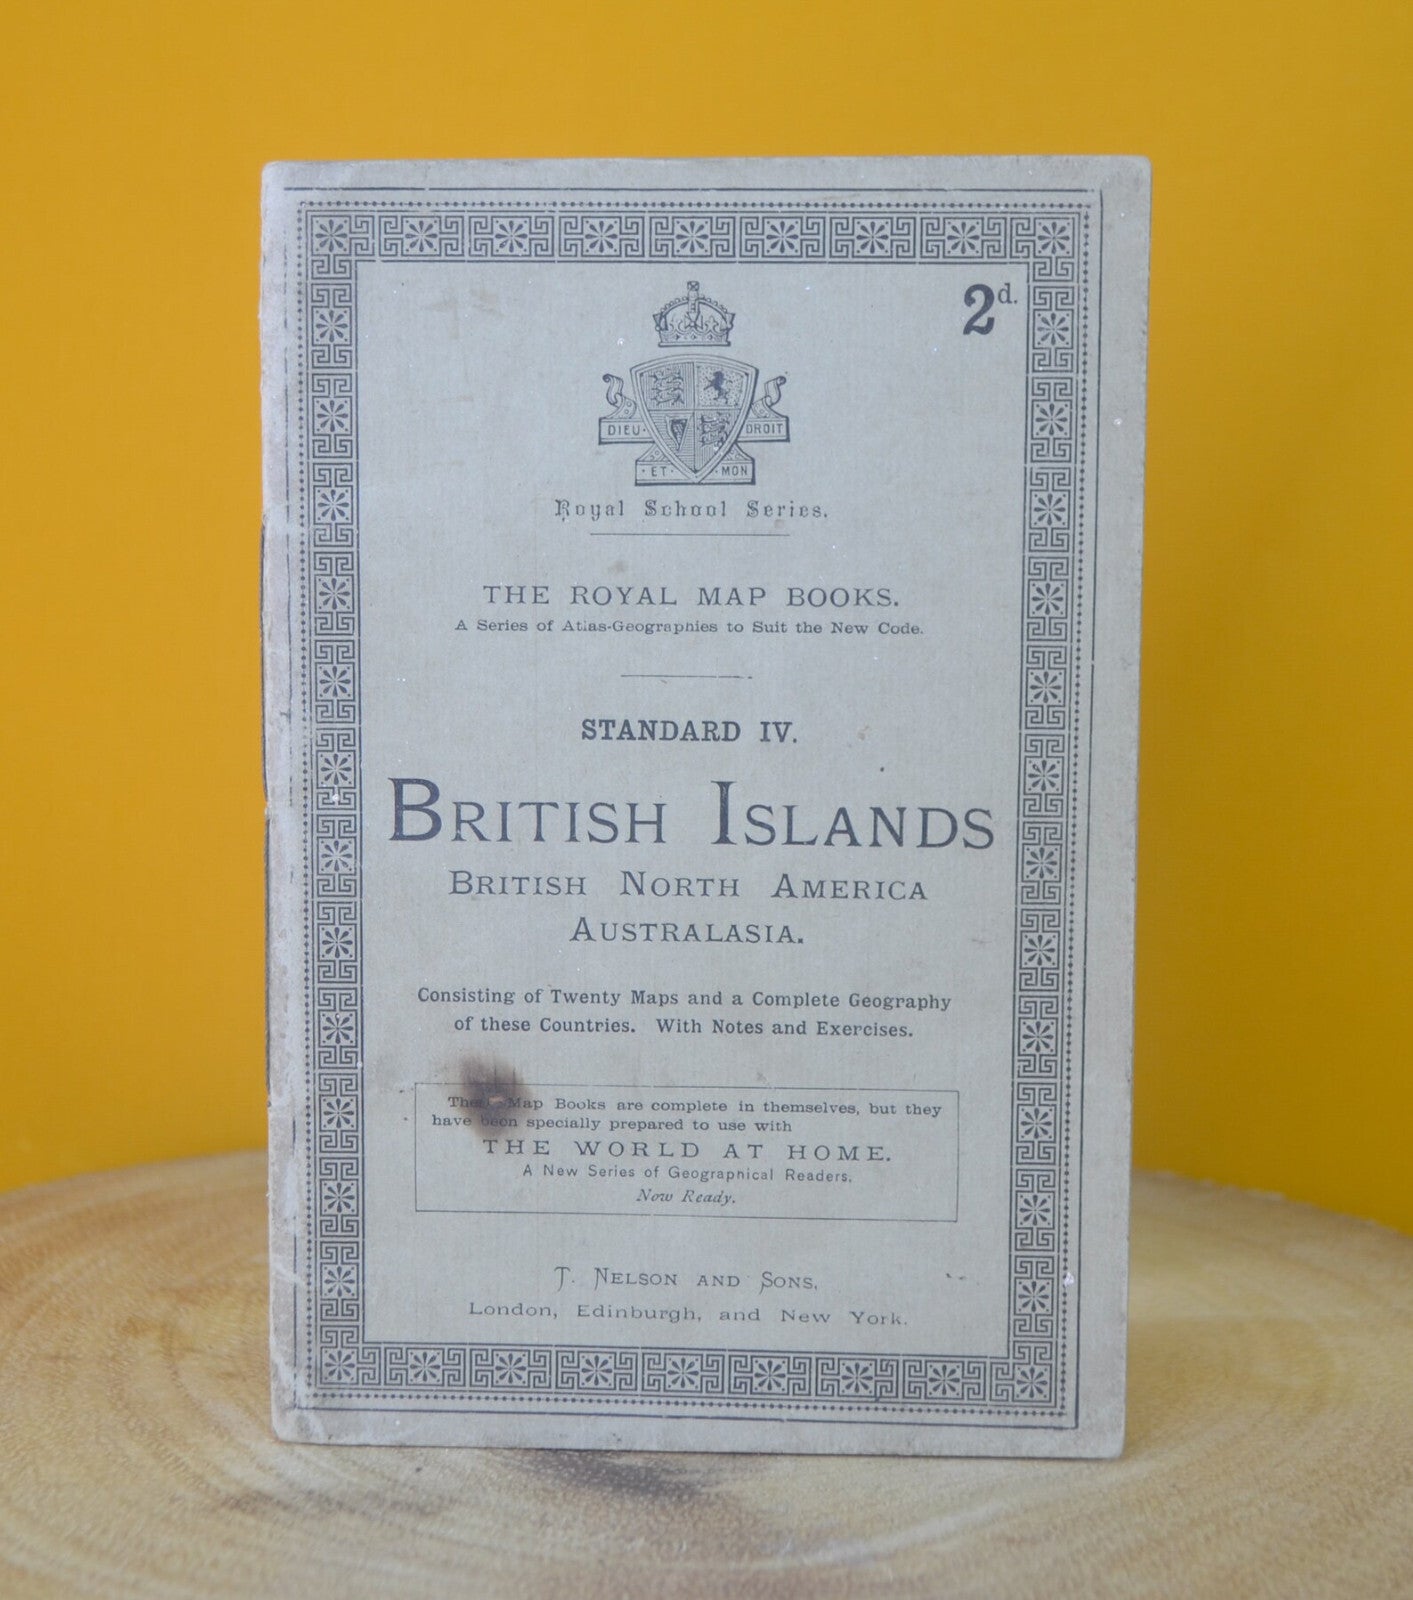 2d.
DIEU · DROIT
· ET · · MON
Royal School Series.
THE ROYAL MAP BOOKS.
A Series of Atlas-Geographies to Suit the New Code.
STANDARD IV.
BRITISH ISLANDS
BRITISH NORTH AMERICA
AUSTRALASIA.
Consisting of Twenty Maps and a Complete Geography
of these Countries. With Notes and Exercises.
Map Books are complete in themselves, but they
have been specially prepared to use with
THE WORLD AT HOME.
A New Series of Geographical Readers,
Now Ready.
T. NELSON AND SONS,
London, Edinburgh, and New York.